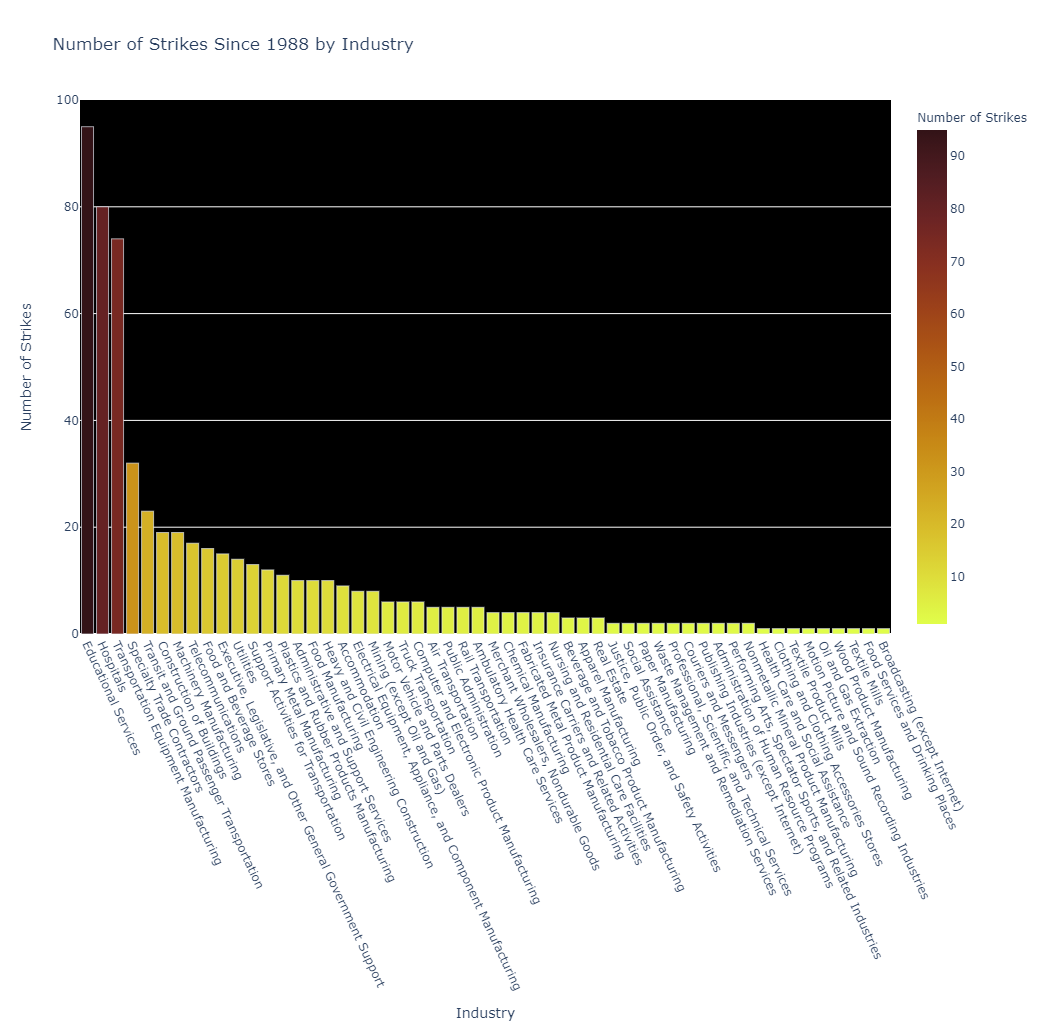 Number of Strikes Since 1988 by Industry
Number of Strikes
100
80
60
40
20
0
Number of Strikes
90
80
70
60
50
40
30
20
10
Educational Services
Hospitals
Transportation Equipment Manufacturing
Specialty Trade Contractors
Transit and Ground Passenger Transportation
Construction of Buildings
Machinery Manufacturing
Telecommunications
Food and Beverage Stores
Executive, Legislative, and Other General Government Support
Utilities
Support Activities for Transportation
Primary Metal Manufacturing
Plastics and Rubber Products Manufacturing
Administrative and Support Services
Food Manufacturing
Heavy and Civil Engineering Construction
Accommodation
Electrical Equipment, Appliance, and Component Manufacturing
Mining (except Oil and Gas)
Motor Vehicle and Parts Dealers
Truck Transportation
Computer and Electronic Product Manufacturing
Air Transportation
Public Administration
Rail Transportation
Ambulatory Health Care Services
Merchant Wholesalers, Nondurable Goods
Chemical Manufacturing
Fabricated Metal Product Manufacturing
Insurance Carriers and Related Activities
Nursing and Residential Care Facilities
Beverage and Tobacco Product Manufacturing
Apparel Manufacturing
Real Estate
Justice, Public Order, and Safety Activities
Social Assistance
Paper Manufacturing
Waste Management and Remediation Services
Professional, Scientific, and Technical Services
Couriers and Messengers
Publishing Industries (except Internet)
Administration of Human Resource Programs
Performing Arts, Spectator Sports, and Related Industries
Nonmetallic Mineral Product Manufacturing
Health Care and Social Assistance
Clothing and Clothing Accessories Stores
Textile Product Mills
Motion Picture and Sound Recording Industries
Oil and Gas Extraction
Wood Product Manufacturing
Textile Mills
Food Services and Drinking Places
Broadcasting (except Internet)
Industry